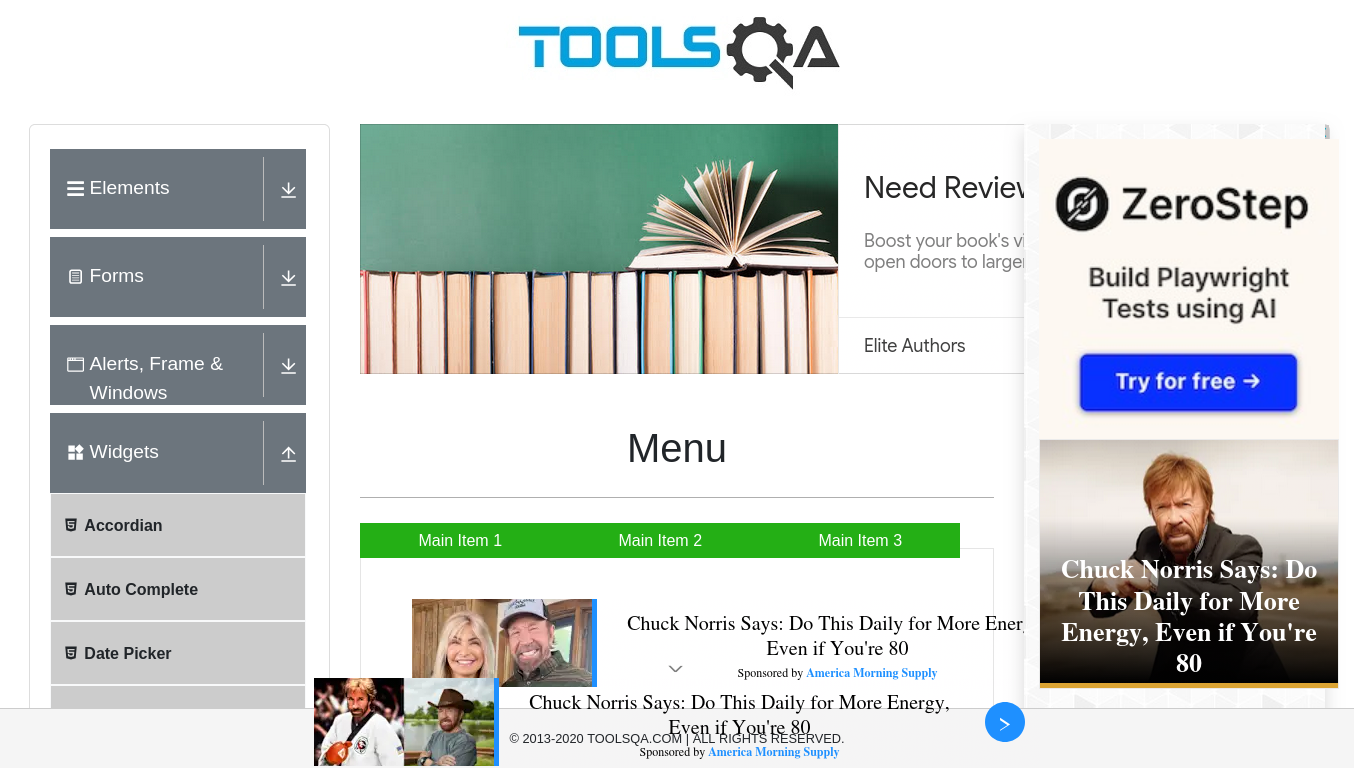 TOOLSQA
Elements
Forms
Alerts, Frame &
Windows
Widgets
Accordian
Auto Complete
Date Picker
Need Review
Boost your book's vi
open doors to larger
Elite Authors
Menu
Main Item 1
Main Item 2
Main Item 3
Chuck Norris Says: Do This Daily for More Energ
Even if You're 80
Sponsored by America Morning Supply
Chuck Norris Says: Do This Daily for More Energy,
Even if You're 80
Sponsored by America Morning Supply
© 2013-2020 TOOLSQA.COM | ALL RIGHTS RESERVED.
ZeroStep
Build Playwright
Tests using AI
Try for free →
Chuck Norris Says: Do
This Daily for More
Energy, Even if You're
80